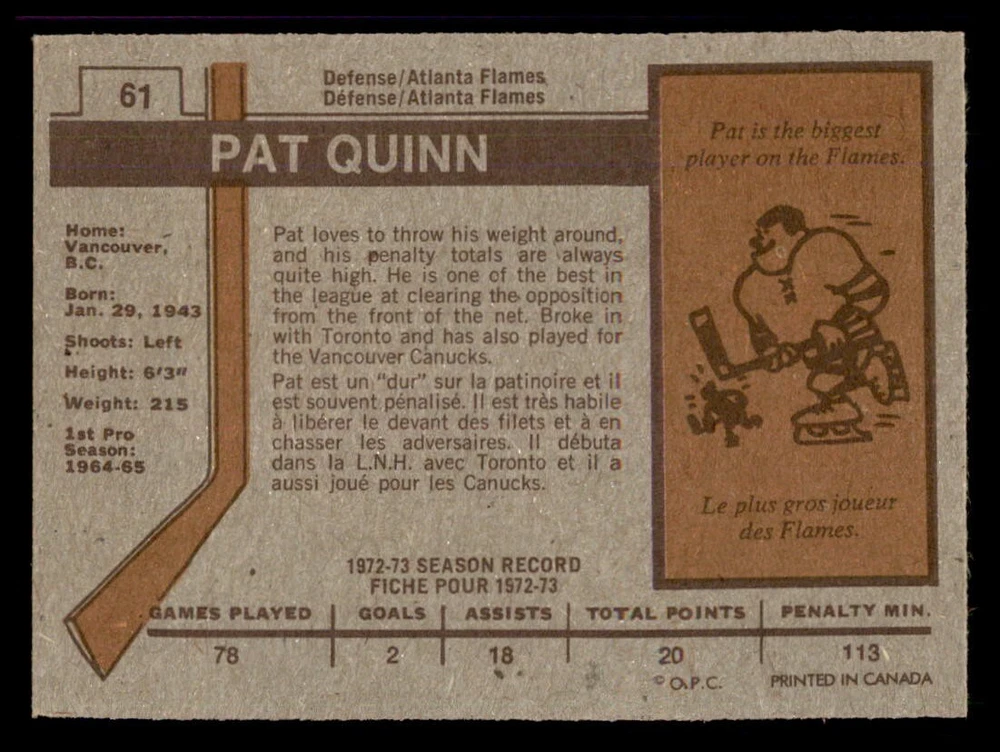 61
Defense/Atlanta Flames
Défense/Atlanta Flames
PAT QUINN
Home:
Vancouver,
B.C.
Born:
Jan. 29, 1943
Shoots: Left
Height: 6'3"
Weight: 215
1st Pro
Season:
1964-65
Pat loves to throw his weight around,
and his penalty totals are always
quite high. He is one of the best in
the league at clearing the opposition
from the front of the net. Broke in
with Toronto and has also played for
the Vancouver Canucks.
Pat est un "dur" sur la patinoire et il
est souvent pénalisé. Il est très habile
à libérer le devant des filets et à en
chasser les adversaires. Il débuta
dans la L.N.H. avec Toronto et il a
aussi joué pour les Canucks.
Pat is the biggest
player on the Flames.
Le plus gros joueur
des Flames.
1972-73 SEASON RECORD
FICHE POUR 1972-73
GAMES PLAYED GOALS ASSISTS TOTAL POINTS PENALTY MIN.
78 2 18 20 113
© O.P.C. PRINTED IN CANADA